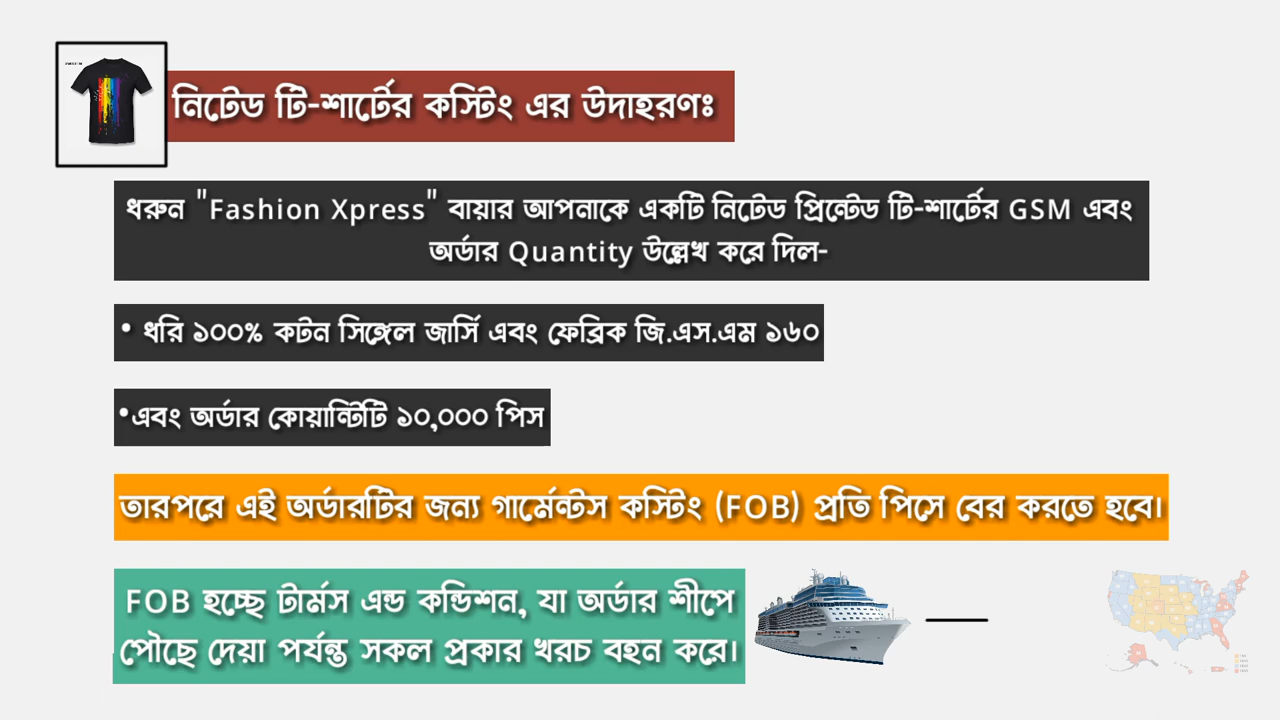 নিটেড টি-শার্টের কস্টিং এর উদাহরণঃ
ধরুন "Fashion Xpress" বায়ার আপনাকে একটি নিটেড প্রিন্টেড টি-শার্টের GSM এবং
অর্ডার Quantity উল্লেখ করে দিল-
• ধরি ১০০% কটন সিঙ্গেল জার্সি এবং ফেব্রিক জি.এস.এম ১৬০
•এবং অর্ডার কোয়ান্টিটি ১০,০০০ পিস
তারপরে এই অর্ডারটির জন্য গার্মেন্টস কস্টিং (FOB) প্রতি পিসে বের করতে হবে।
FOB হচ্ছে টার্মস এন্ড কন্ডিশন, যা অর্ডার শীপে
পৌছে দেয়া পর্যন্ত সকল প্রকার খরচ বহন করে।